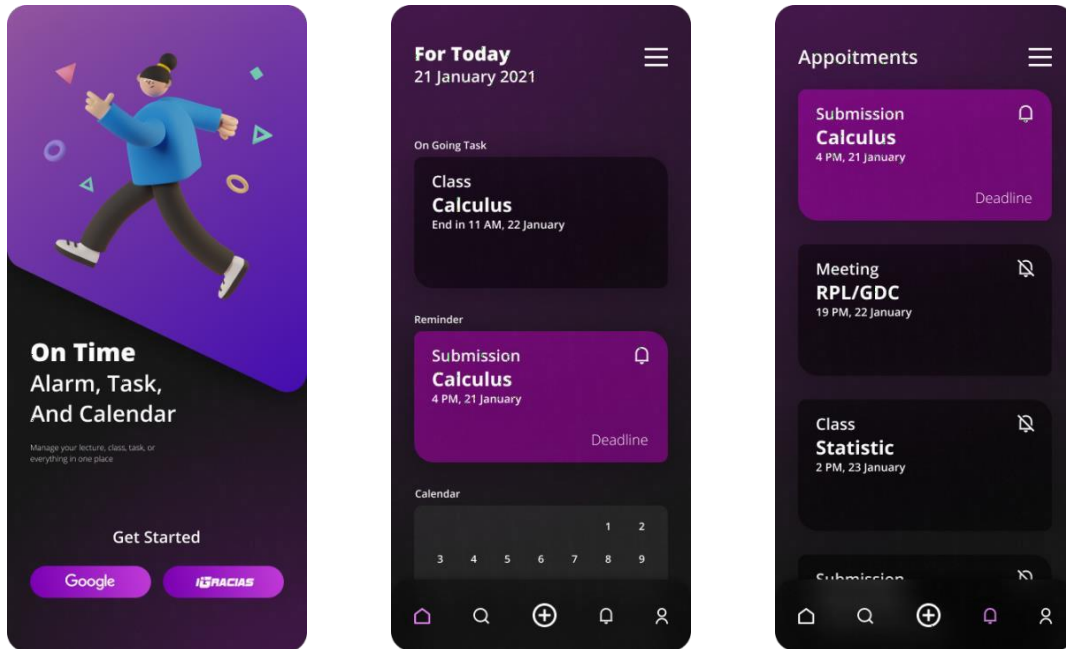 On Time
Alarm, Task,
And Calendar
Manage your lecture, class, task, or
everything in one place
Get Started
Google
iGRACIAS
For Today
21 January 2021
On Going Task
Class
Calculus
End in 11 AM, 22 January
Reminder
Submission
Calculus
4 PM, 21 January
Deadline
Calendar
1 2
3 4 5 6 7 8 9
Appoitments
Submission
Calculus
4 PM, 21 January
Deadline
Meeting
RPL/GDC
19 PM, 22 January
Class
Statistic
2 PM, 23 January
Submission